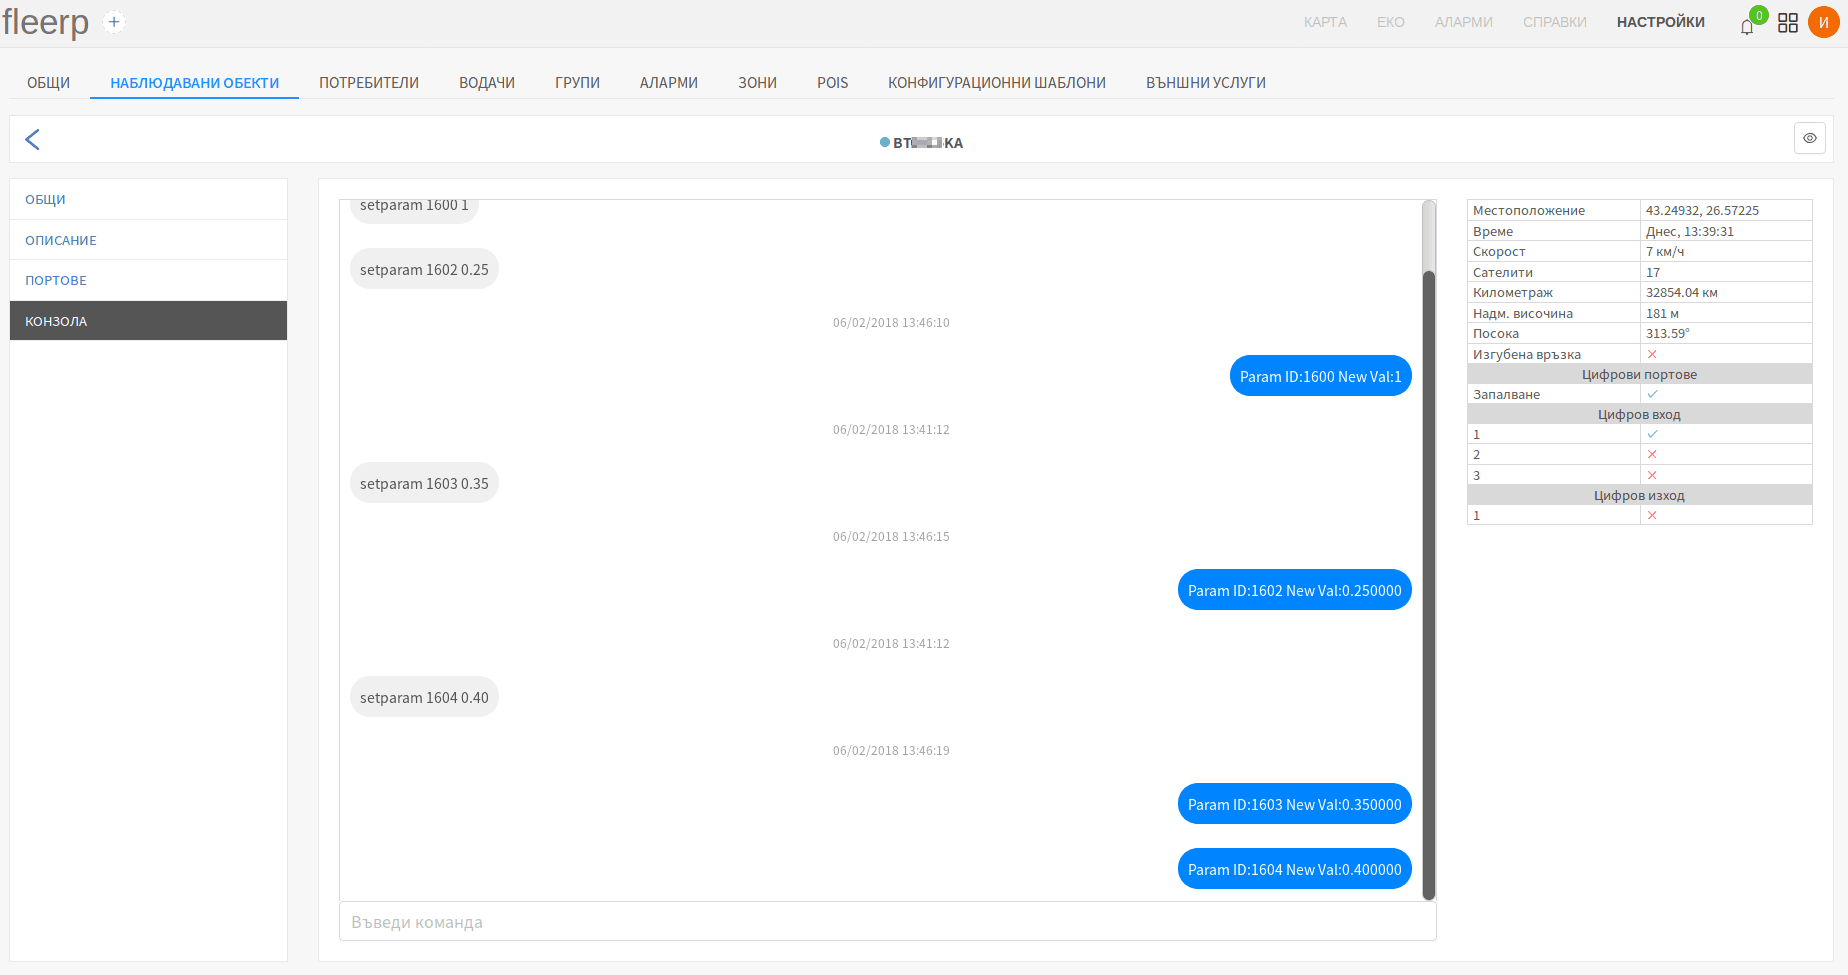 fleerp +
КАРТА ЕКО АЛАРМИ СПРАВКИ НАСТРОЙКИ 0 И
ОБЩИ НАБЛЮДАВАНИ ОБЕКТИ ПОТРЕБИТЕЛИ ВОДАЧИ ГРУПИ АЛАРМИ ЗОНИ POIS КОНФИГУРАЦИОННИ ШАБЛОНИ ВЪНШНИ УСЛУГИ
ОБЩИ
ОПИСАНИЕ
ПОРТОВЕ
КОНЗОЛА
setparam 1600 1
setparam 1602 0.25
06/02/2018 13:46:10
Param ID:1600 New Val:1
06/02/2018 13:41:12
setparam 1603 0.35
06/02/2018 13:46:15
Param ID:1602 New Val:0.250000
06/02/2018 13:41:12
setparam 1604 0.40
06/02/2018 13:46:19
Param ID:1603 New Val:0.350000
Param ID:1604 New Val:0.400000
Въведи команда
Местоположение 43.24932, 26.57225
Време Днес, 13:39:31
Скорост 7 км/ч
Сателити 17
Километраж 32854.04 км
Надм. височина 181 м
Посока 313.59°
Изгубена връзка
Цифрови портове
Запалване
Цифров вход
1
2
3
Цифров изход
1